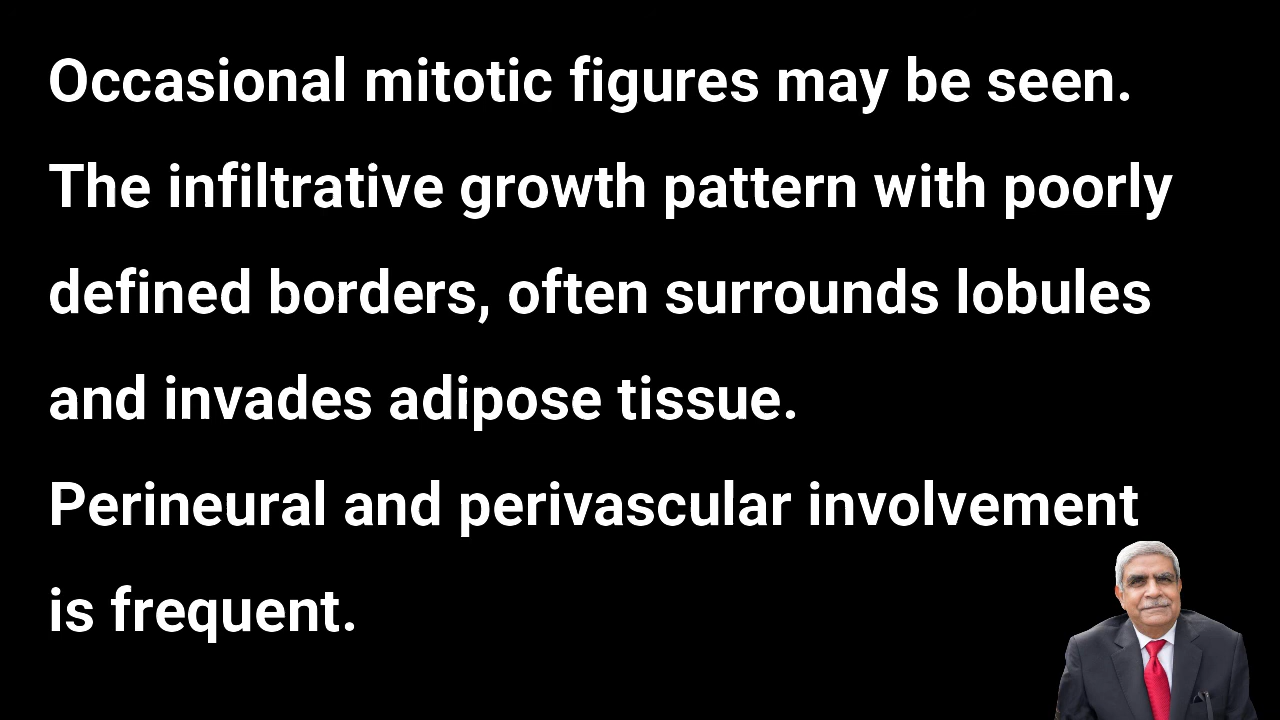 Occasional mitotic figures may be seen.
The infiltrative growth pattern with poorly
defined borders, often surrounds lobules
and invades adipose tissue.
Perineural and perivascular involvement
is frequent.